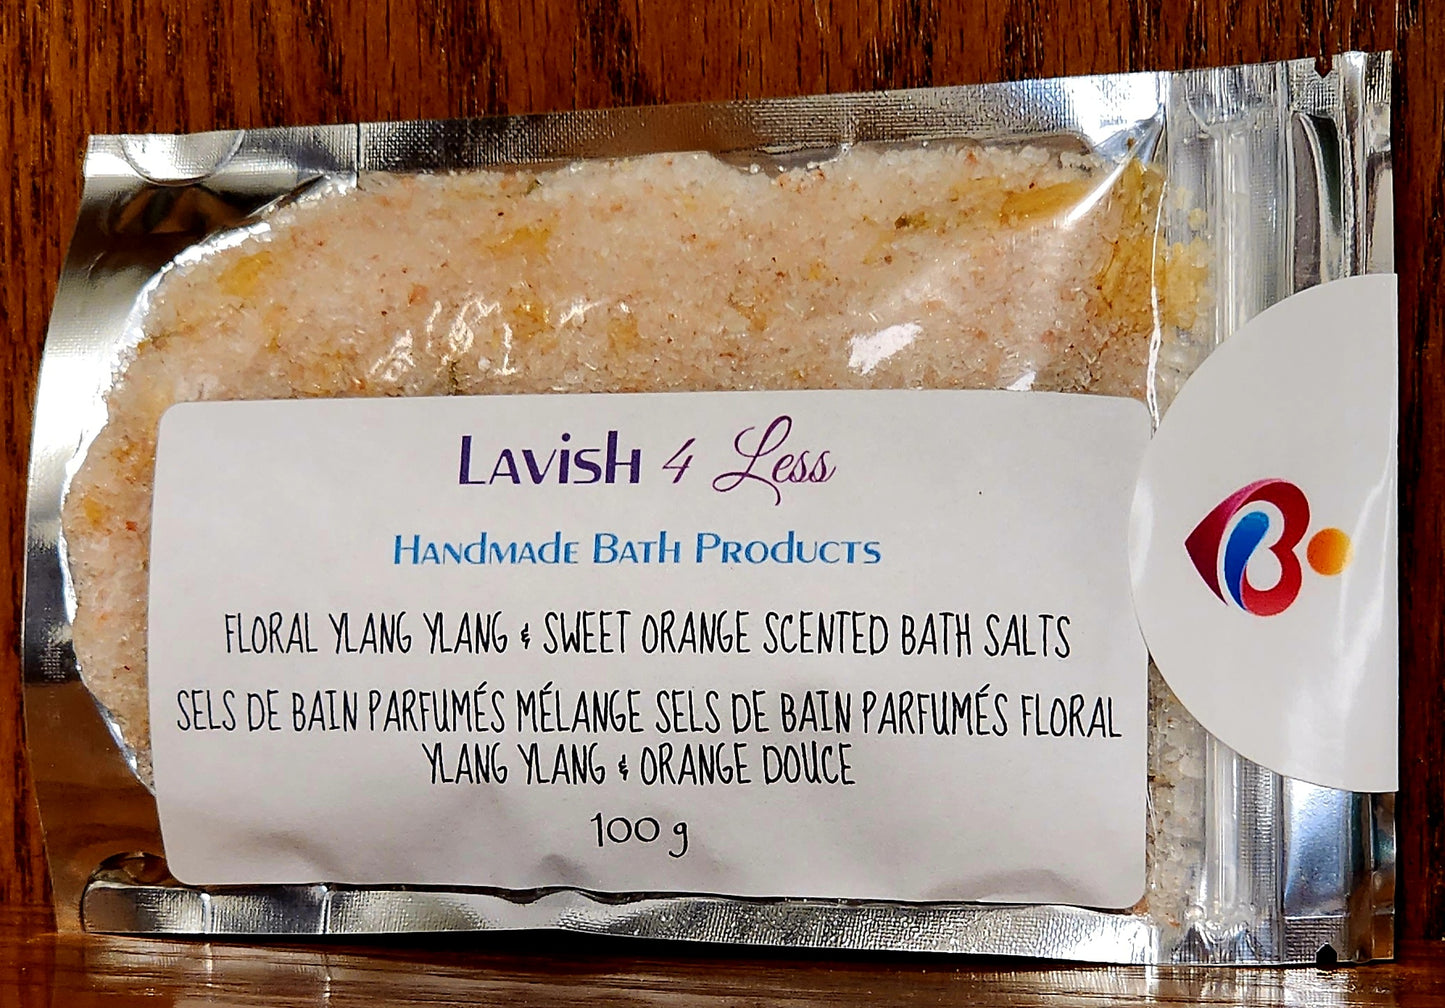 Lavish 4 Less
Handmade Bath Products
FLORAL YLANG YLANG & SWEET ORANGE SCENTED BATH SALTS
SELS DE BAIN PARFUMÉS MÉLANGE SELS DE BAIN PARFUMÉS FLORAL
YLANG YLANG & ORANGE DOUCE
100 g